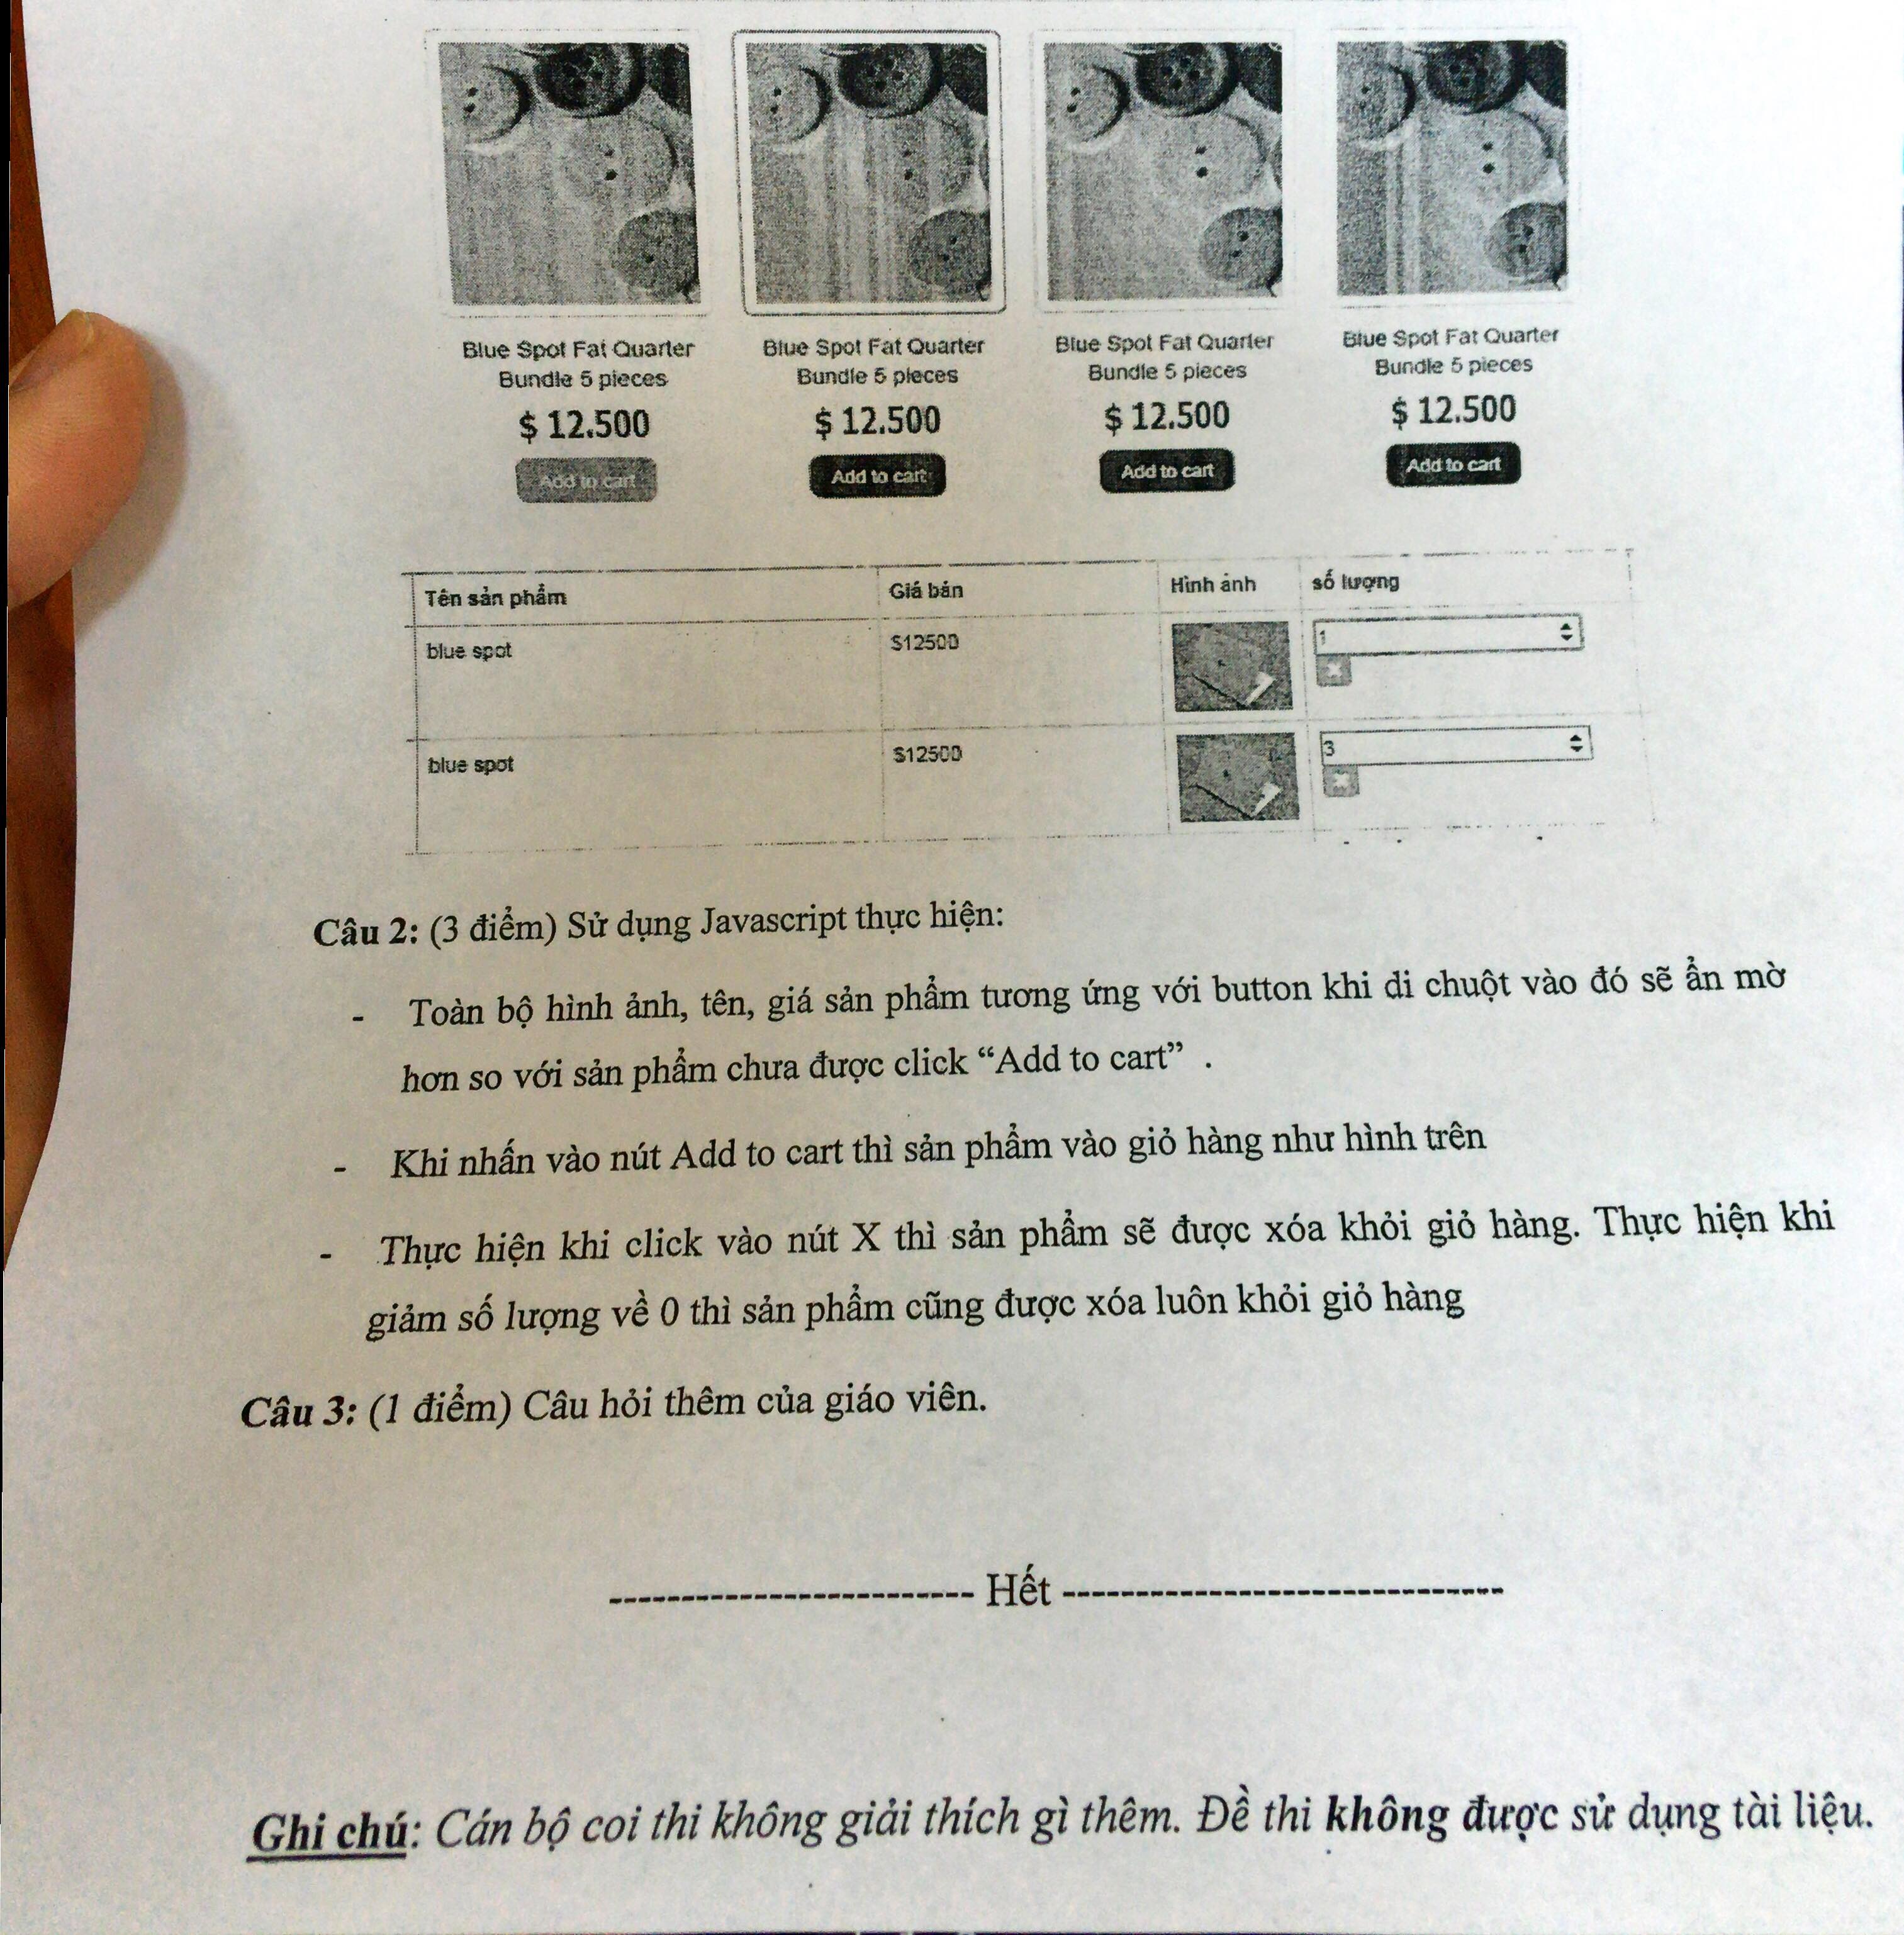 Blue Spot Fat Quarter Blue Spot Fat Quarter Blue Spot Fat Quarter Blue Spot Fat Quarter
Bundle 5 pieces Bundle 5 pieces Bundle 5 pieces Bundle 5 pieces
$ 12.500 $ 12.500 $ 12.500 $ 12.500
Add to cart Add to cart Add to cart Add to cart
Tên sản phẩm Giá bán Hình ảnh số lượng
blue spot $12500 1
blue spot $12500 3
Câu 2: (3 điểm) Sử dụng Javascript thực hiện:
- Toàn bộ hình ảnh, tên, giá sản phẩm tương ứng với button khi di chuột vào đó sẽ ẩn mờ
hơn so với sản phẩm chưa được click “Add to cart” .
- Khi nhấn vào nút Add to cart thì sản phẩm vào giỏ hàng như hình trên
- Thực hiện khi click vào nút X thì sản phẩm sẽ được xóa khỏi giỏ hàng. Thực hiện khi
giảm số lượng về 0 thì sản phẩm cũng được xóa luôn khỏi giỏ hàng
Câu 3: (1 điểm) Câu hỏi thêm của giáo viên.
------------------------- Hết ------------------------------
Ghi chú: Cán bộ coi thi không giải thích gì thêm. Đề thi không được sử dụng tài liệu.